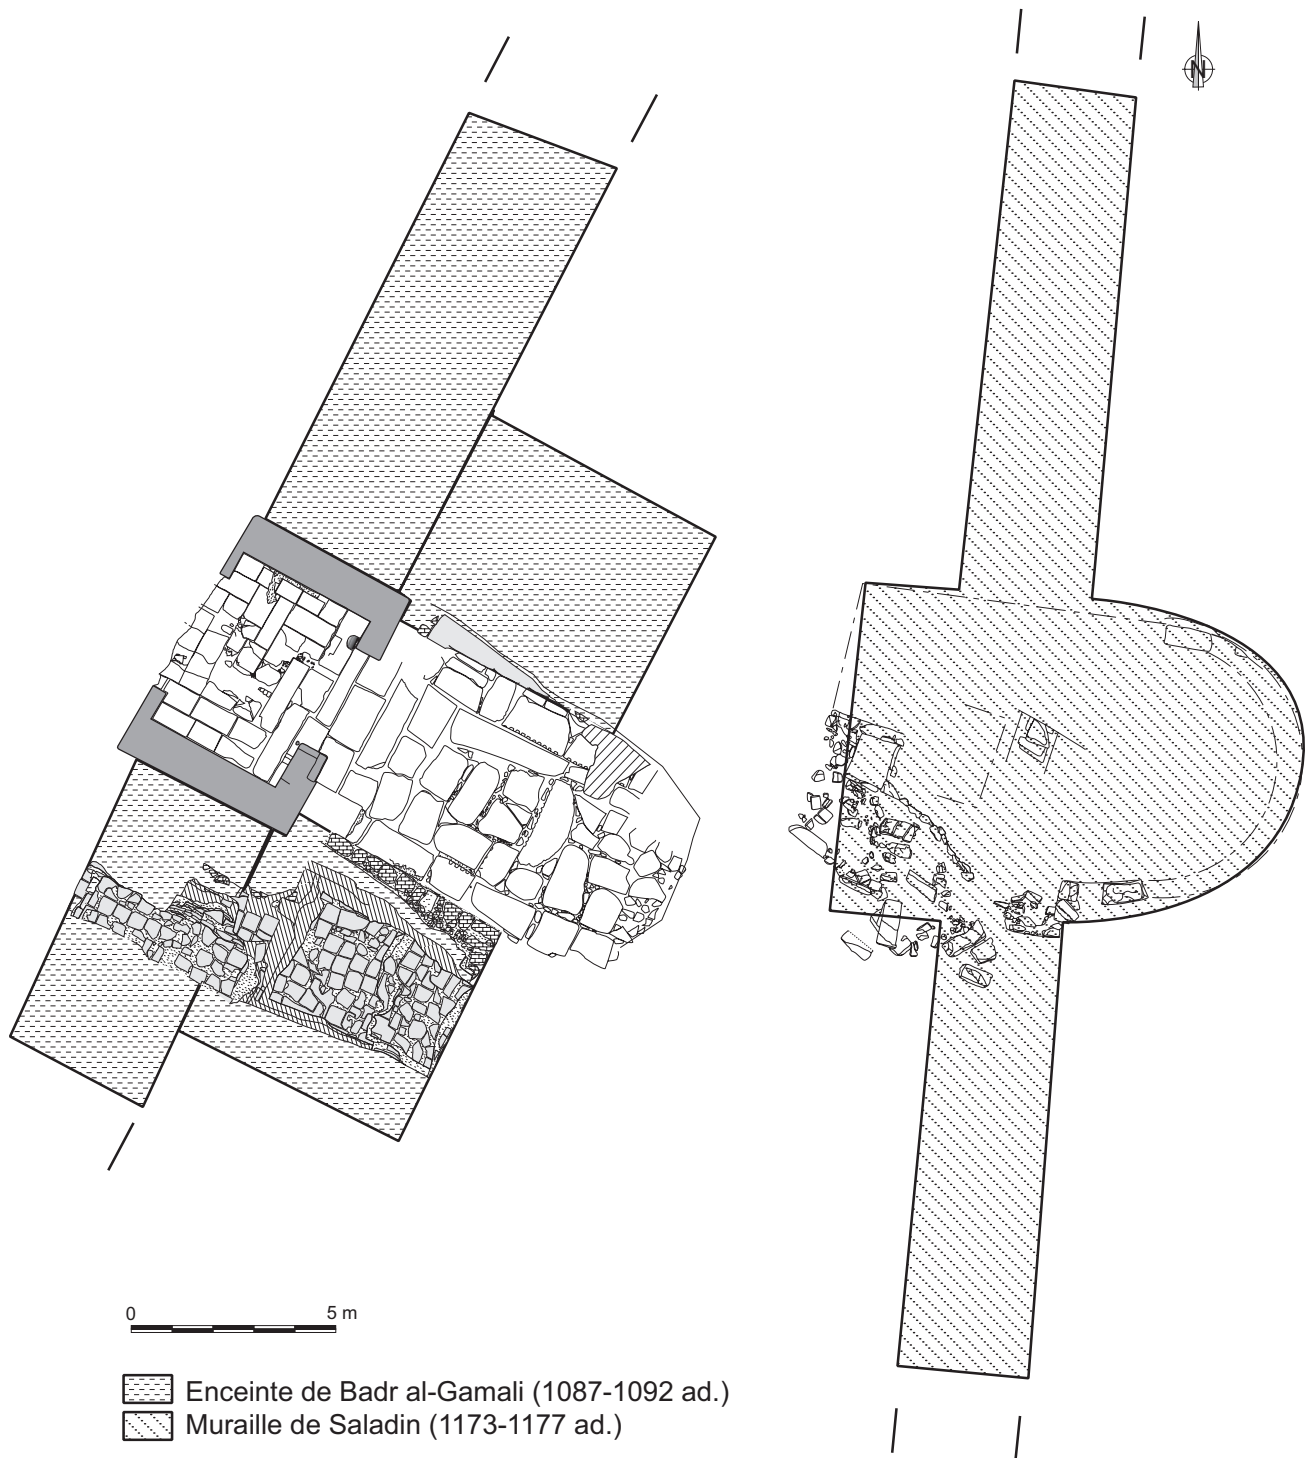 N
0 5 m
Enceinte de Badr al-Gamali (1087-1092 ad.)
Muraille de Saladin (1173-1177 ad.)